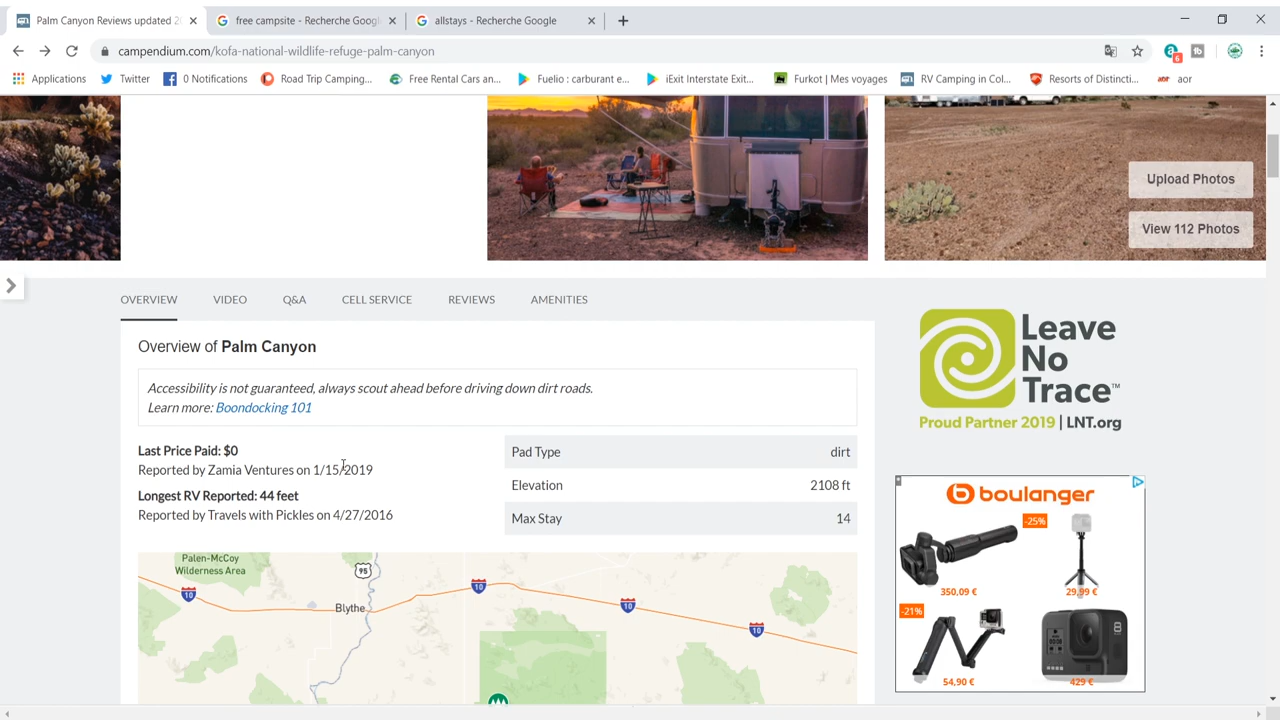 Palm Canyon Reviews updated 2
free campsite - Recherche Googl
allstays - Recherche Google
campendium.com/kofa-national-wildlife-refuge-palm-canyon
6
Applications
Twitter
0 Notifications
Road Trip Camping...
Free Rental Cars an...
Fuelio : carburant e...
iExit Interstate Exit...
Furkot | Mes voyages
RV Camping in Col...
Resorts of Distincti...
aor
Upload Photos
View 112 Photos
OVERVIEW VIDEO Q&A CELL SERVICE REVIEWS AMENITIES
Overview of Palm Canyon
Accessibility is not guaranteed, always scout ahead before driving down dirt roads.
Learn more: Boondocking 101
Last Price Paid: $0
Reported by Zamia Ventures on 1/15/2019
Longest RV Reported: 44 feet
Reported by Travels with Pickles on 4/27/2016
Pad Type dirt
Elevation 2108 ft
Max Stay 14
Palen-McCoy
Wilderness Area
95
10
10
10
10
Blythe
Leave
No
Trace™
Proud Partner 2019 | LNT.org
boulanger
-25%
350,09 €
29,99 €
-21%
54,90 €
429 €